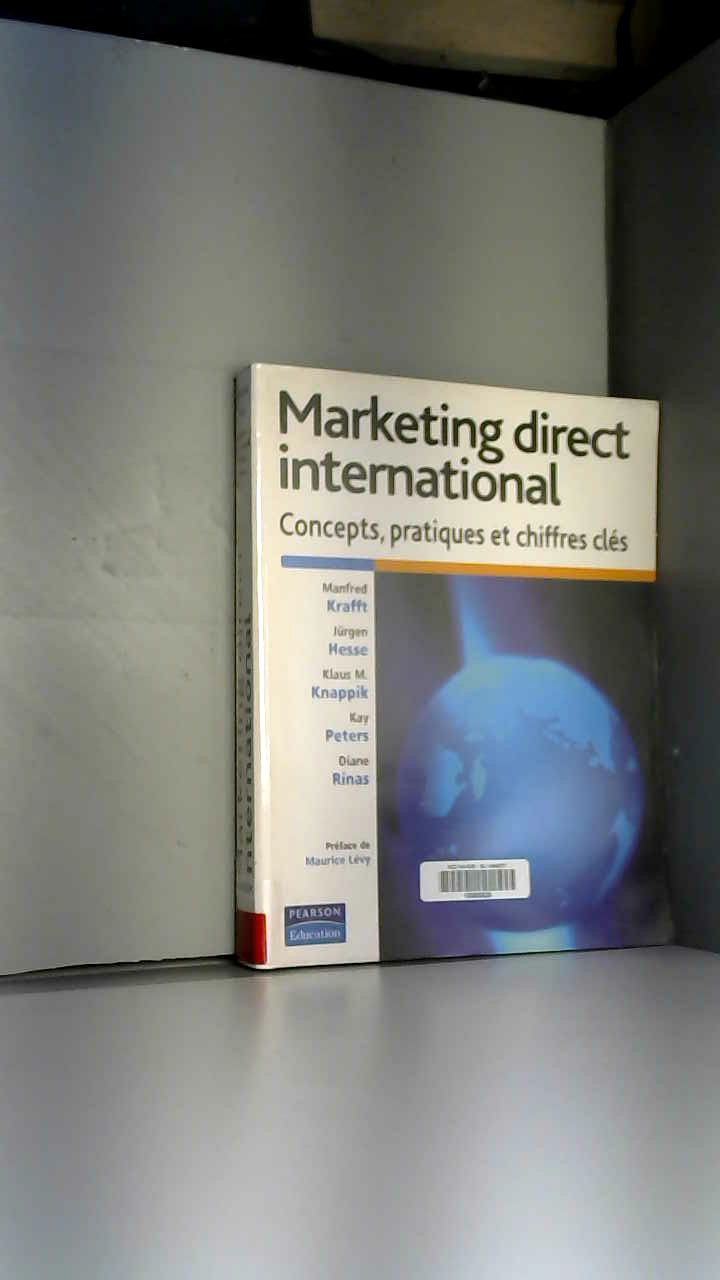 Marketing direct
international
Concepts, pratiques et chiffres clés
Manfred
Krafft
Jürgen
Hesse
Klaus M.
Knappik
Kay
Peters
Diane
Rinas
Préface de
Maurice Lévy
PEARSON
Education
international